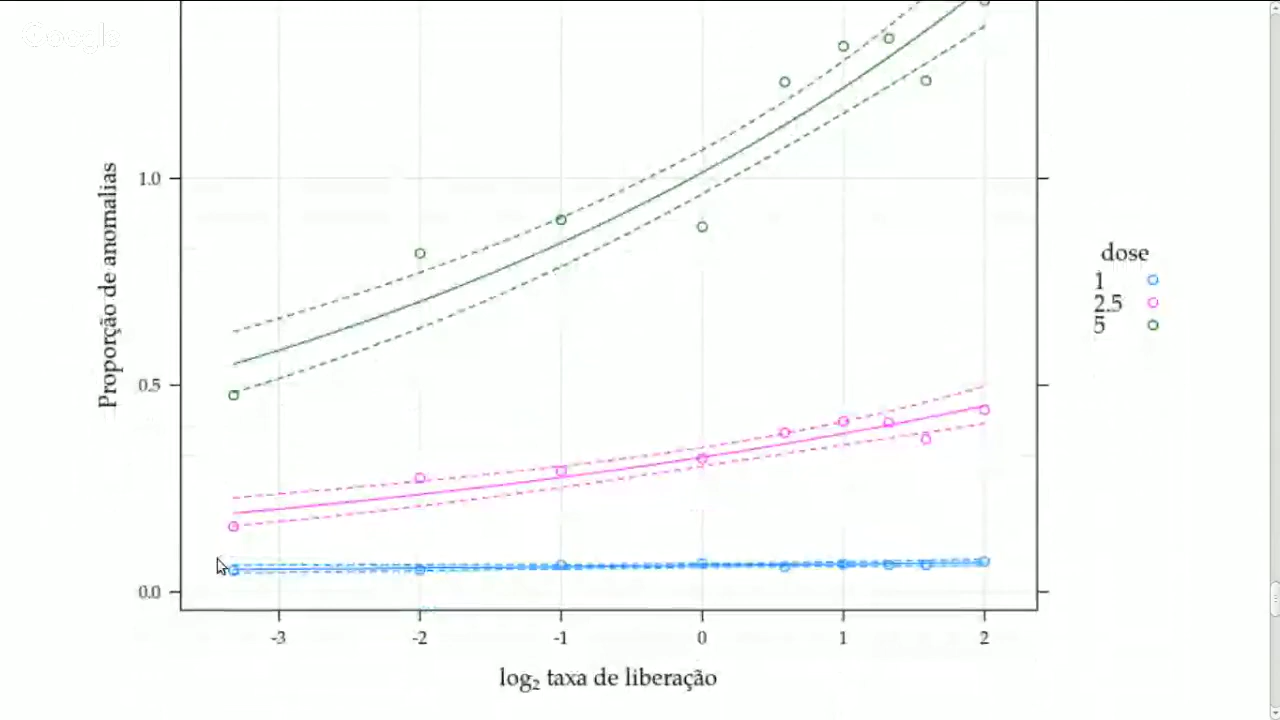 Google
Proporção de anomalias
1.0
0.5
0.0
-3 -2 -1 0 1 2
log₂ taxa de liberação
dose
1
2.5
5